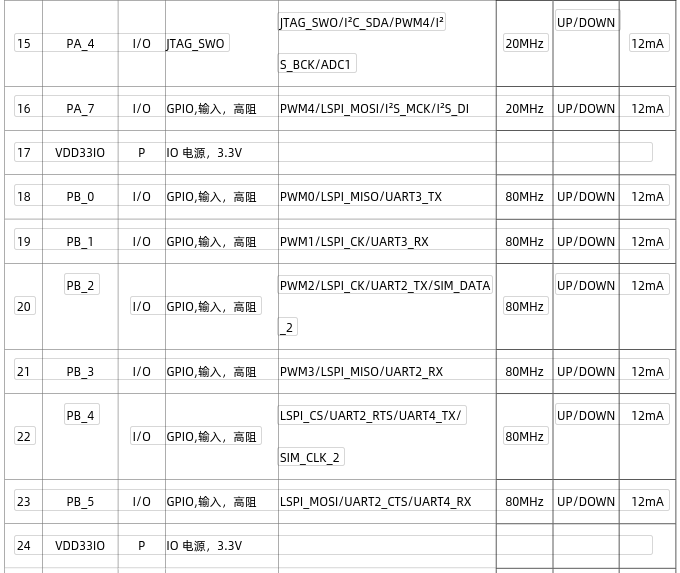 15 PA_4 I/O JTAG_SWO JTAG_SWO/I²C_SDA/PWM4/I²S_BCK/ADC1 20MHz UP/DOWN 12mA
16 PA_7 I/O GPIO,输入，高阻 PWM4/LSPI_MOSI/I²S_MCK/I²S_DI 20MHz UP/DOWN 12mA
17 VDD33IO P IO 电源，3.3V
18 PB_0 I/O GPIO,输入，高阻 PWM0/LSPI_MISO/UART3_TX 80MHz UP/DOWN 12mA
19 PB_1 I/O GPIO,输入，高阻 PWM1/LSPI_CK/UART3_RX 80MHz UP/DOWN 12mA
20 PB_2 I/O GPIO,输入，高阻 PWM2/LSPI_CK/UART2_TX/SIM_DATA_2 80MHz UP/DOWN 12mA
21 PB_3 I/O GPIO,输入，高阻 PWM3/LSPI_MISO/UART2_RX 80MHz UP/DOWN 12mA
22 PB_4 I/O GPIO,输入，高阻 LSPI_CS/UART2_RTS/UART4_TX/SIM_CLK_2 80MHz UP/DOWN 12mA
23 PB_5 I/O GPIO,输入，高阻 LSPI_MOSI/UART2_CTS/UART4_RX 80MHz UP/DOWN 12mA
24 VDD33IO P IO 电源，3.3V